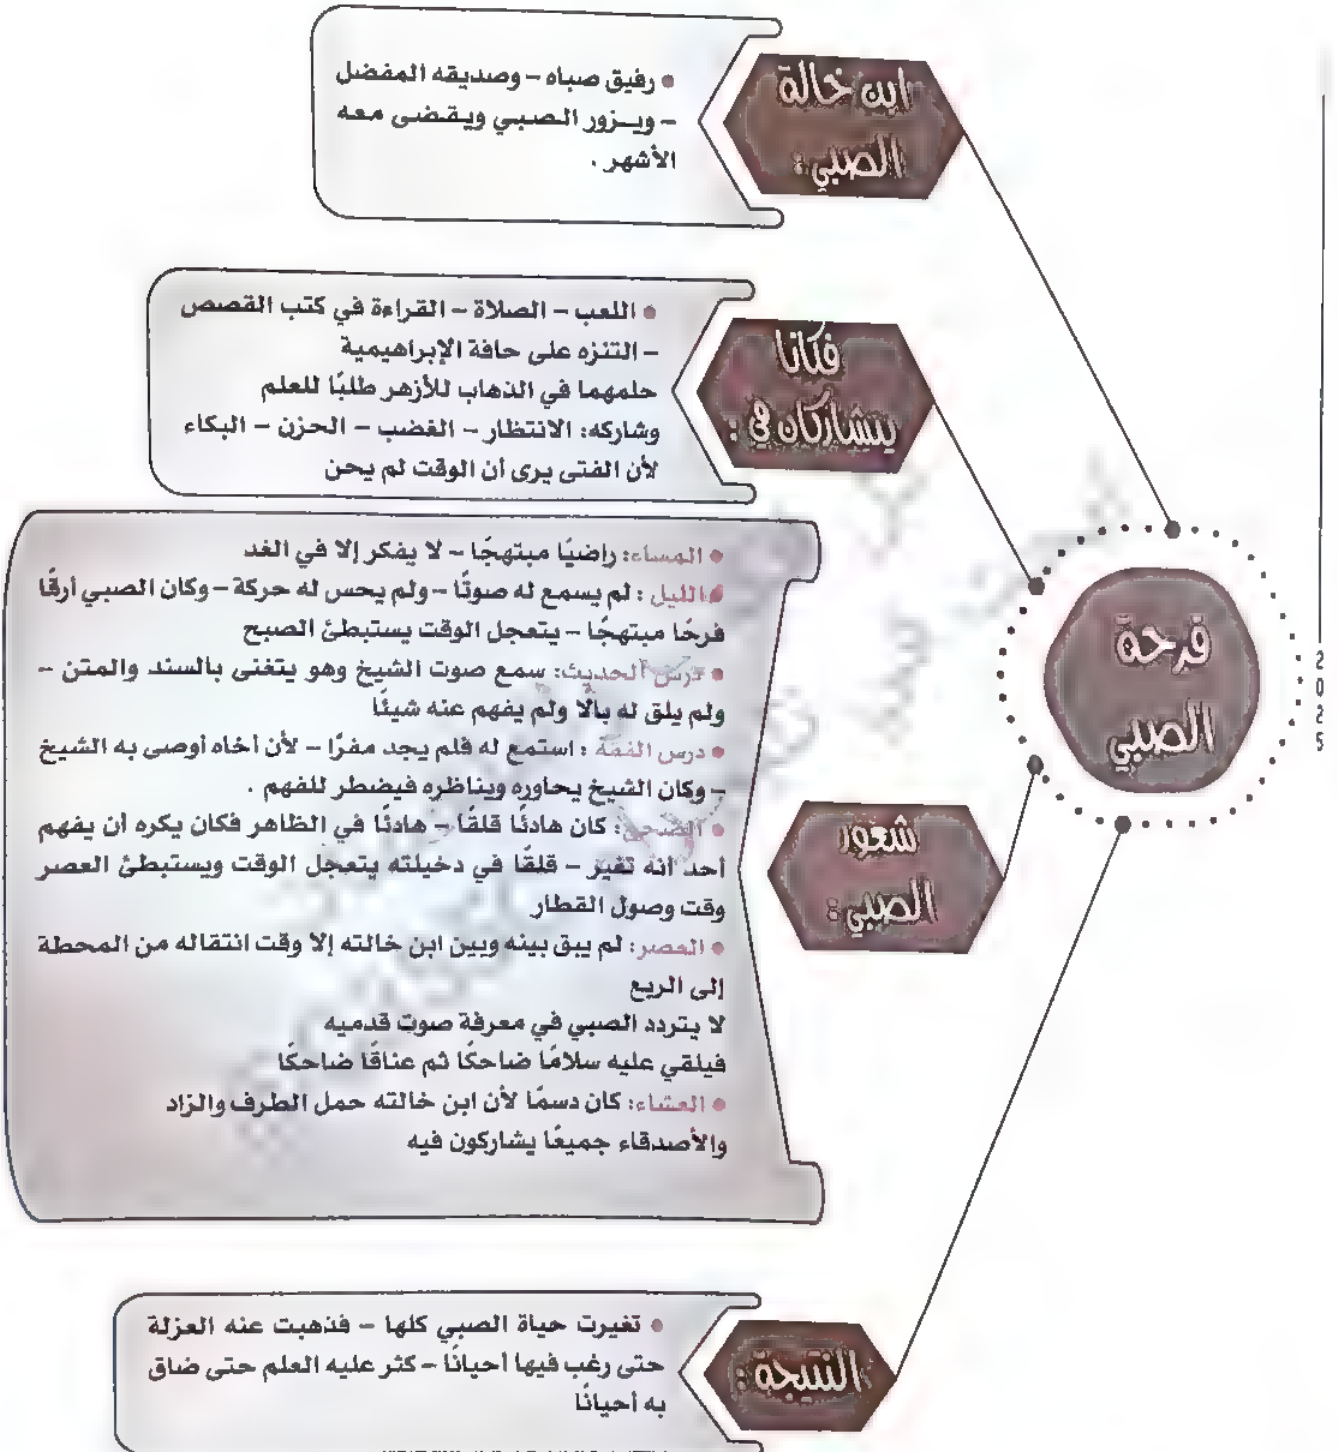 ابن خالة
الصبي:
• رفيق صباه – وصديقه المفضل
– ويزور الصبي ويقضى معه
الأشهر .
فكانا
يتشاركان في :
• اللعب – الصلاة – القراءة في كتب القصص
– التنزه على حافة الإبراهيمية
حلمهما في الذهاب للأزهر طلبًا للعلم
وشاركه: الانتظار – الغضب – الحزن – البكاء
لأن الفتى يرى أن الوقت لم يحن
فرحة
الصبي
2025
شعور
الصبي:
• المساء: راضيًا مبتهجًا – لا يفكر إلا في الغد
• الليل : لم يسمع له صوتًا – ولم يحس له حركة – وكان الصبي أرقًا
فرحًا مبتهجًا – يتعجل الوقت يستبطئ الصبح
• درس الحديث: سمع صوت الشيخ وهو يتغنى بالسند والمتن –
ولم يلق له بالًا ولم يفهم عنه شيئًا
• درس الفقه : استمع له فلم يجد مفرًا – لأن أخاه أوصى به الشيخ
– وكان الشيخ يحاوره ويناظره فيضطر للفهم .
• الضحى: كان هادئًا قلقًا – هادئًا في الظاهر فكان يكره أن يفهم
أحد أنه تغير – قلقًا في دخيلته يتعجل الوقت ويستبطئ العصر
وقت وصول القطار
• العصر: لم يبق بينه وبين ابن خالته إلا وقت انتقاله من المحطة
إلى الربع
لا يتردد الصبي في معرفة صوت قدميه
فيلقي عليه سلامًا ضاحكًا ثم عناقًا ضاحكًا
• العشاء: كان دسمًا لأن ابن خالته حمل الطرف والزاد
والأصدقاء جميعًا يشاركون فيه
النتيجة :
• تغيرت حياة الصبي كلها – فذهبت عنه العزلة
حتى رغب فيها أحيانًا – كثر عليه العلم حتى ضاق
به أحيانًا